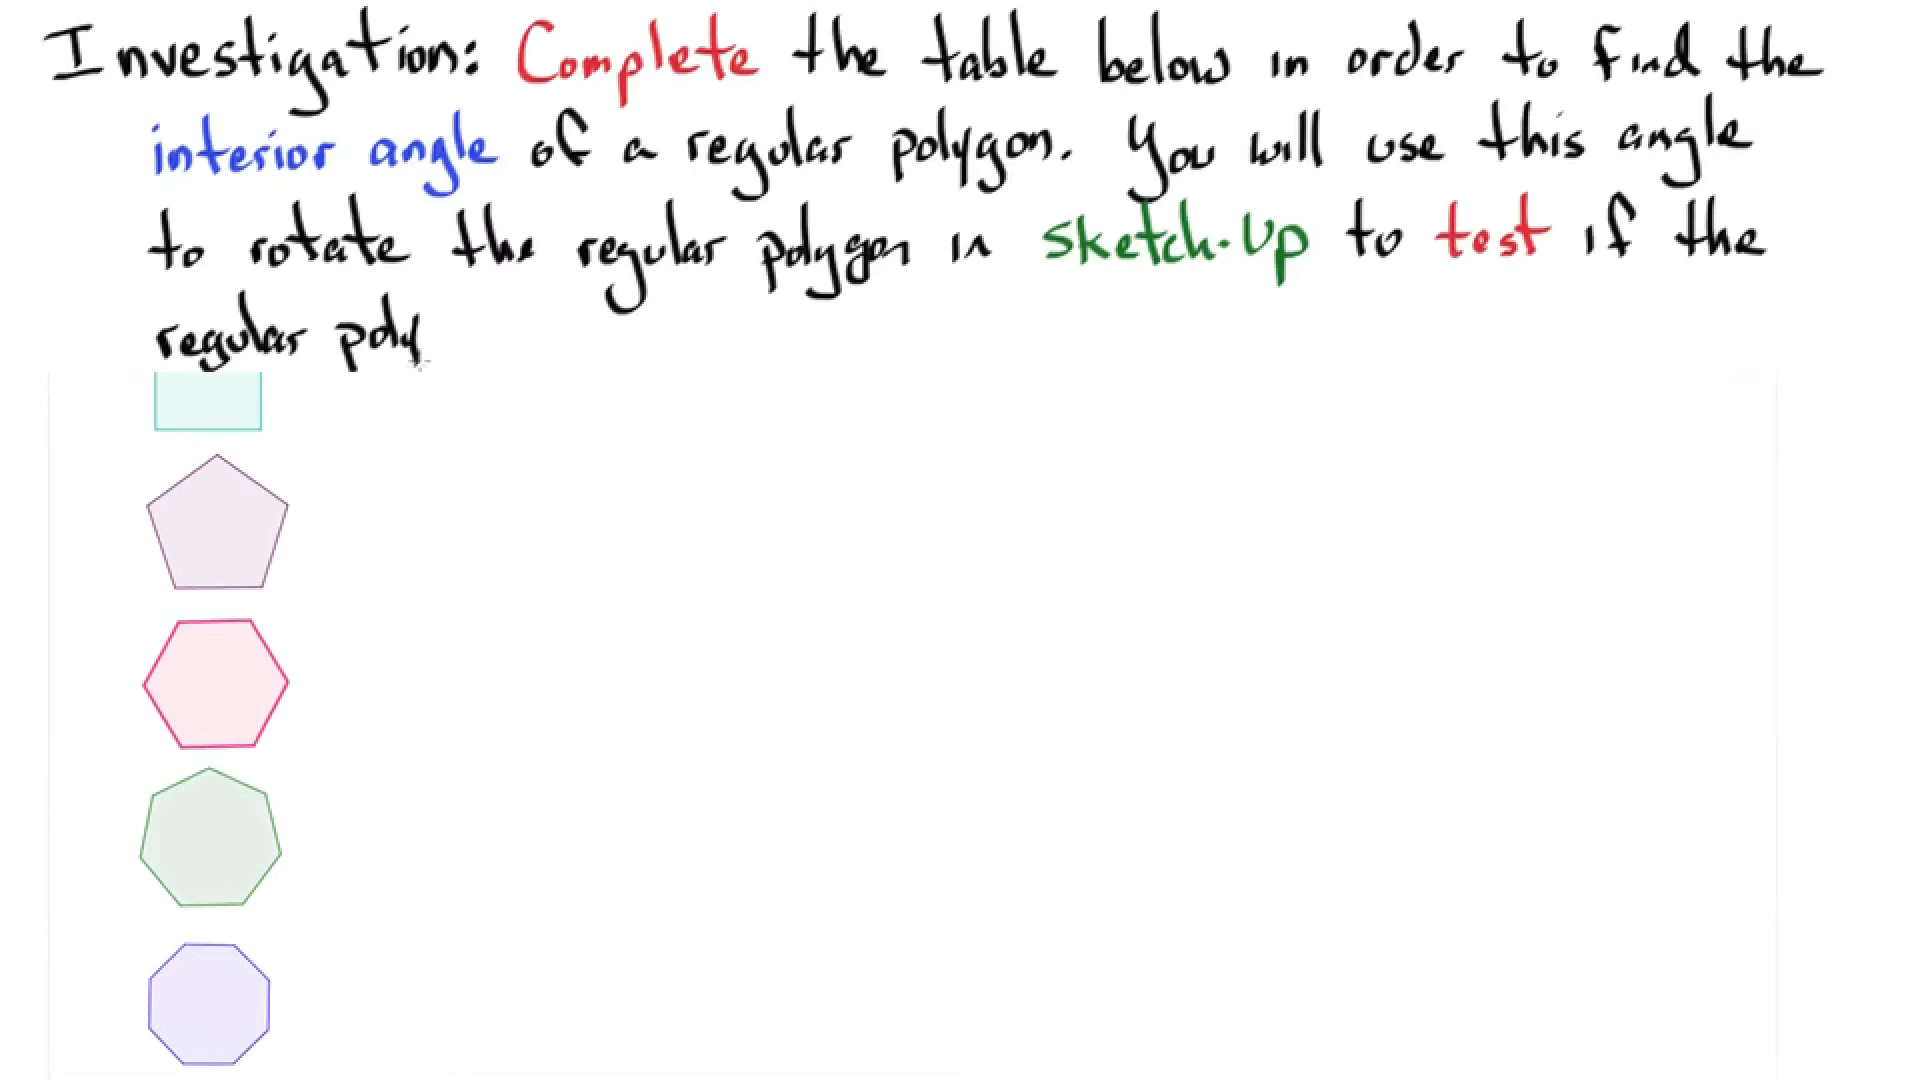 Investigation: Complete the table below in order to find the
interior angle of a regular polygon. You will use this angle
to rotate the regular polygon in sketch-up to test if the
regular poly